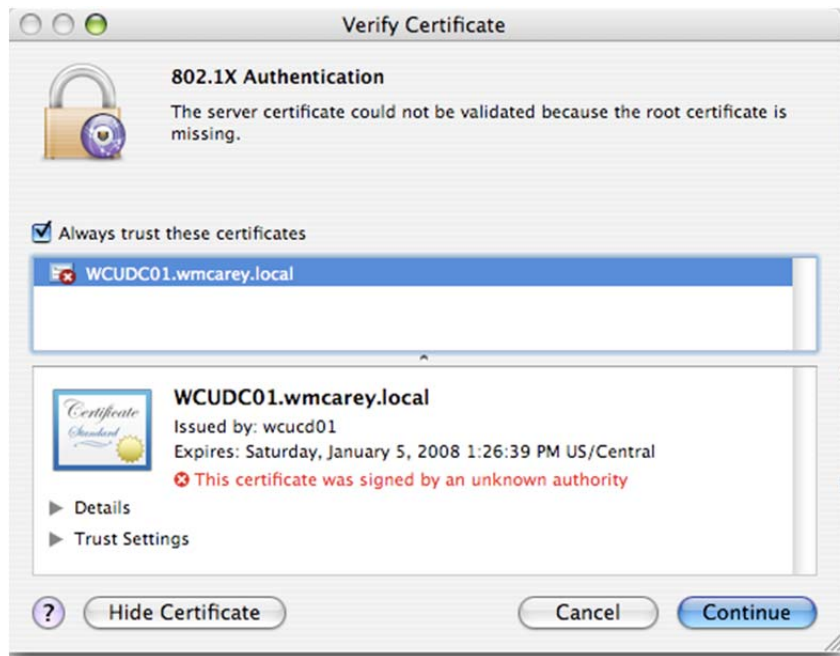 Verify Certificate
802.1X Authentication
The server certificate could not be validated because the root certificate is
missing.
Always trust these certificates
WCUDC01.wmcarey.local
Certificate
Standard
WCUDC01.wmcarey.local
Issued by: wcucd01
Expires: Saturday, January 5, 2008 1:26:39 PM US/Central
This certificate was signed by an unknown authority
Details
Trust Settings
? Hide Certificate Cancel Continue